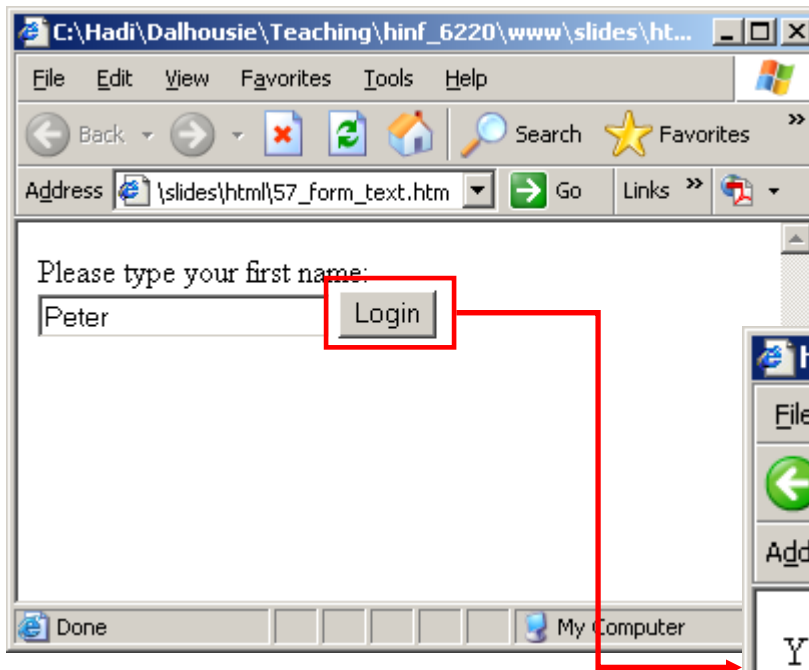 C:\Hadi\Dalhousie\Teaching\hinf_6220\www\slides\ht...
File Edit View Favorites Tools Help
Back Search Favorites »
Address \slides\html\57_form_text.htm Go Links »
Please type your first name:
Peter Login
File
Done My Computer
Y